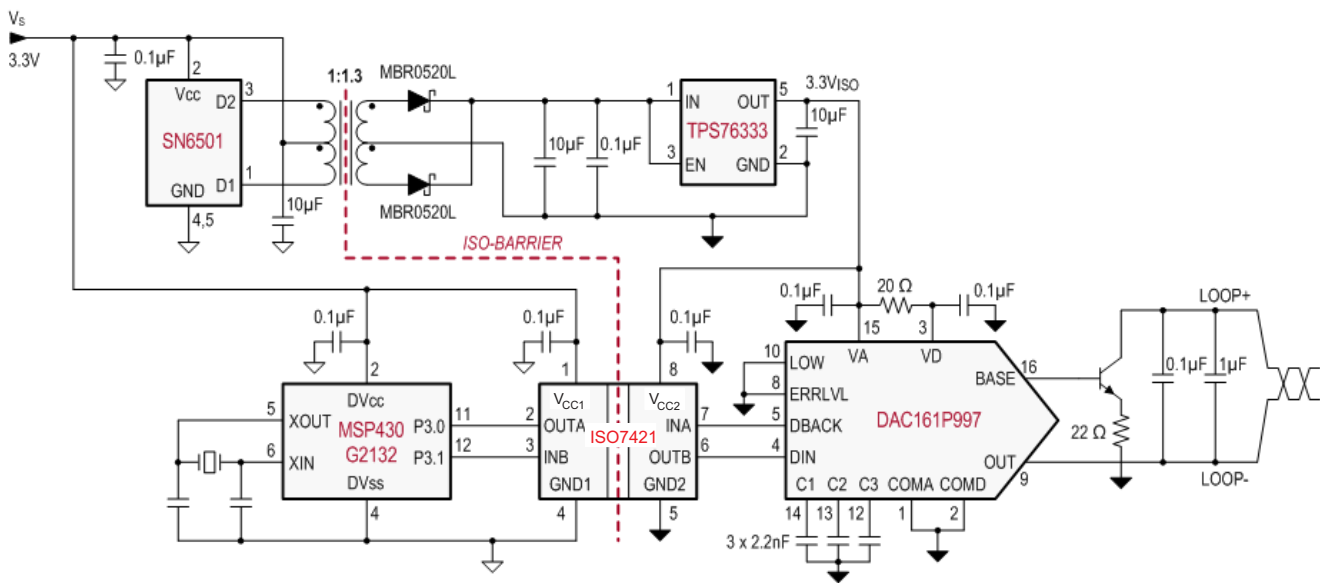 VS
3.3V
0.1µF
2
Vcc
D2
3
SN6501
GND
D1
1
4,5
10µF
1:1.3
MBR0520L
MBR0520L
10µF
0.1µF
1
IN
OUT
5
TPS76333
3
EN
GND
2
3.3VISO
10µF
ISO-BARRIER
0.1µF
2
DVcc
5
XOUT
MSP430
G2132
P3.0
11
6
XIN
P3.1
12
DVss
4
0.1µF
1
VCC1
2
OUTA
3
INB
GND1
4
ISO7421
0.1µF
8
VCC2
INA
7
OUTB
6
GND2
5
0.1µF
20 Ω
0.1µF
15
3
VA
VD
10
LOW
8
ERRLVL
5
DBACK
4
DIN
DAC161P997
BASE
16
OUT
9
C1
C2
C3
COMA
COMD
14
13
12
1
2
3 x 2.2nF
22 Ω
0.1µF
1µF
LOOP+
LOOP-